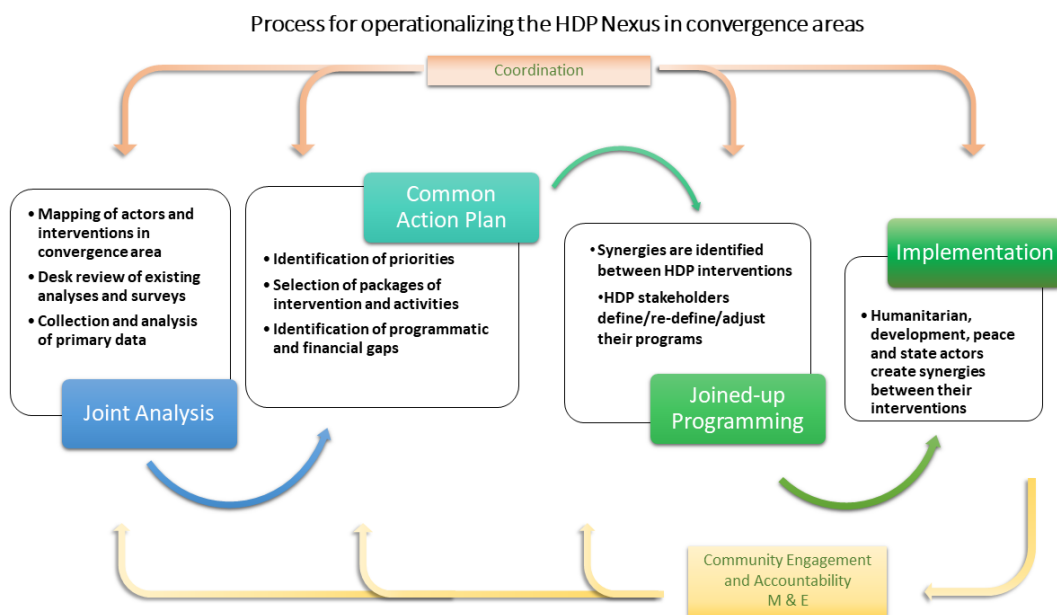 Process for operationalizing the HDP Nexus in convergence areas
Coordination
• Mapping of actors and
interventions in
convergence area
• Desk review of existing
analyses and surveys
• Collection and analysis
of primary data
Joint Analysis
Common
Action Plan
• Identification of priorities
• Selection of packages of
intervention and activities
• Identification of programmatic
and financial gaps
• Synergies are identified
between HDP interventions
• HDP stakeholders
define/re-define/adjust
their programs
Joined-up
Programming
Implementation
• Humanitarian,
development, peace
and state actors
create synergies
between their
interventions
Community Engagement
and Accountability
M & E